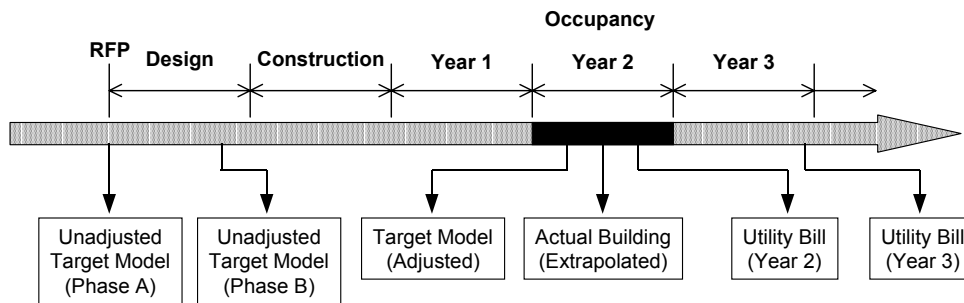 Occupancy
RFP
Design
Construction
Year 1
Year 2
Year 3
Unadjusted
Target Model
(Phase A)
Unadjusted
Target Model
(Phase B)
Target Model
(Adjusted)
Actual Building
(Extrapolated)
Utility Bill
(Year 2)
Utility Bill
(Year 3)